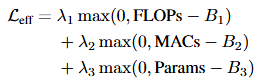 ℒ_eff = λ₁ max(0, FLOPs − B₁)
+ λ₂ max(0, MACs − B₂)
+ λ₃ max(0, Params − B₃)